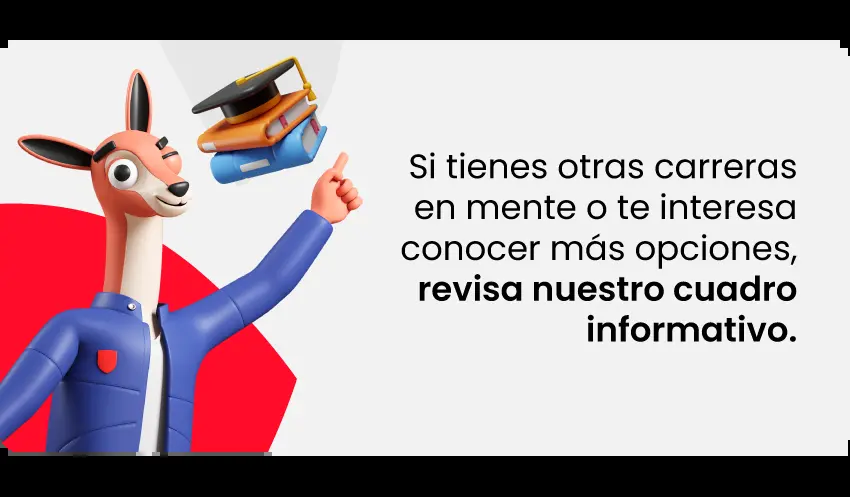 Si tienes otras carreras
en mente o te interesa
conocer más opciones,
revisa nuestro cuadro
informativo.